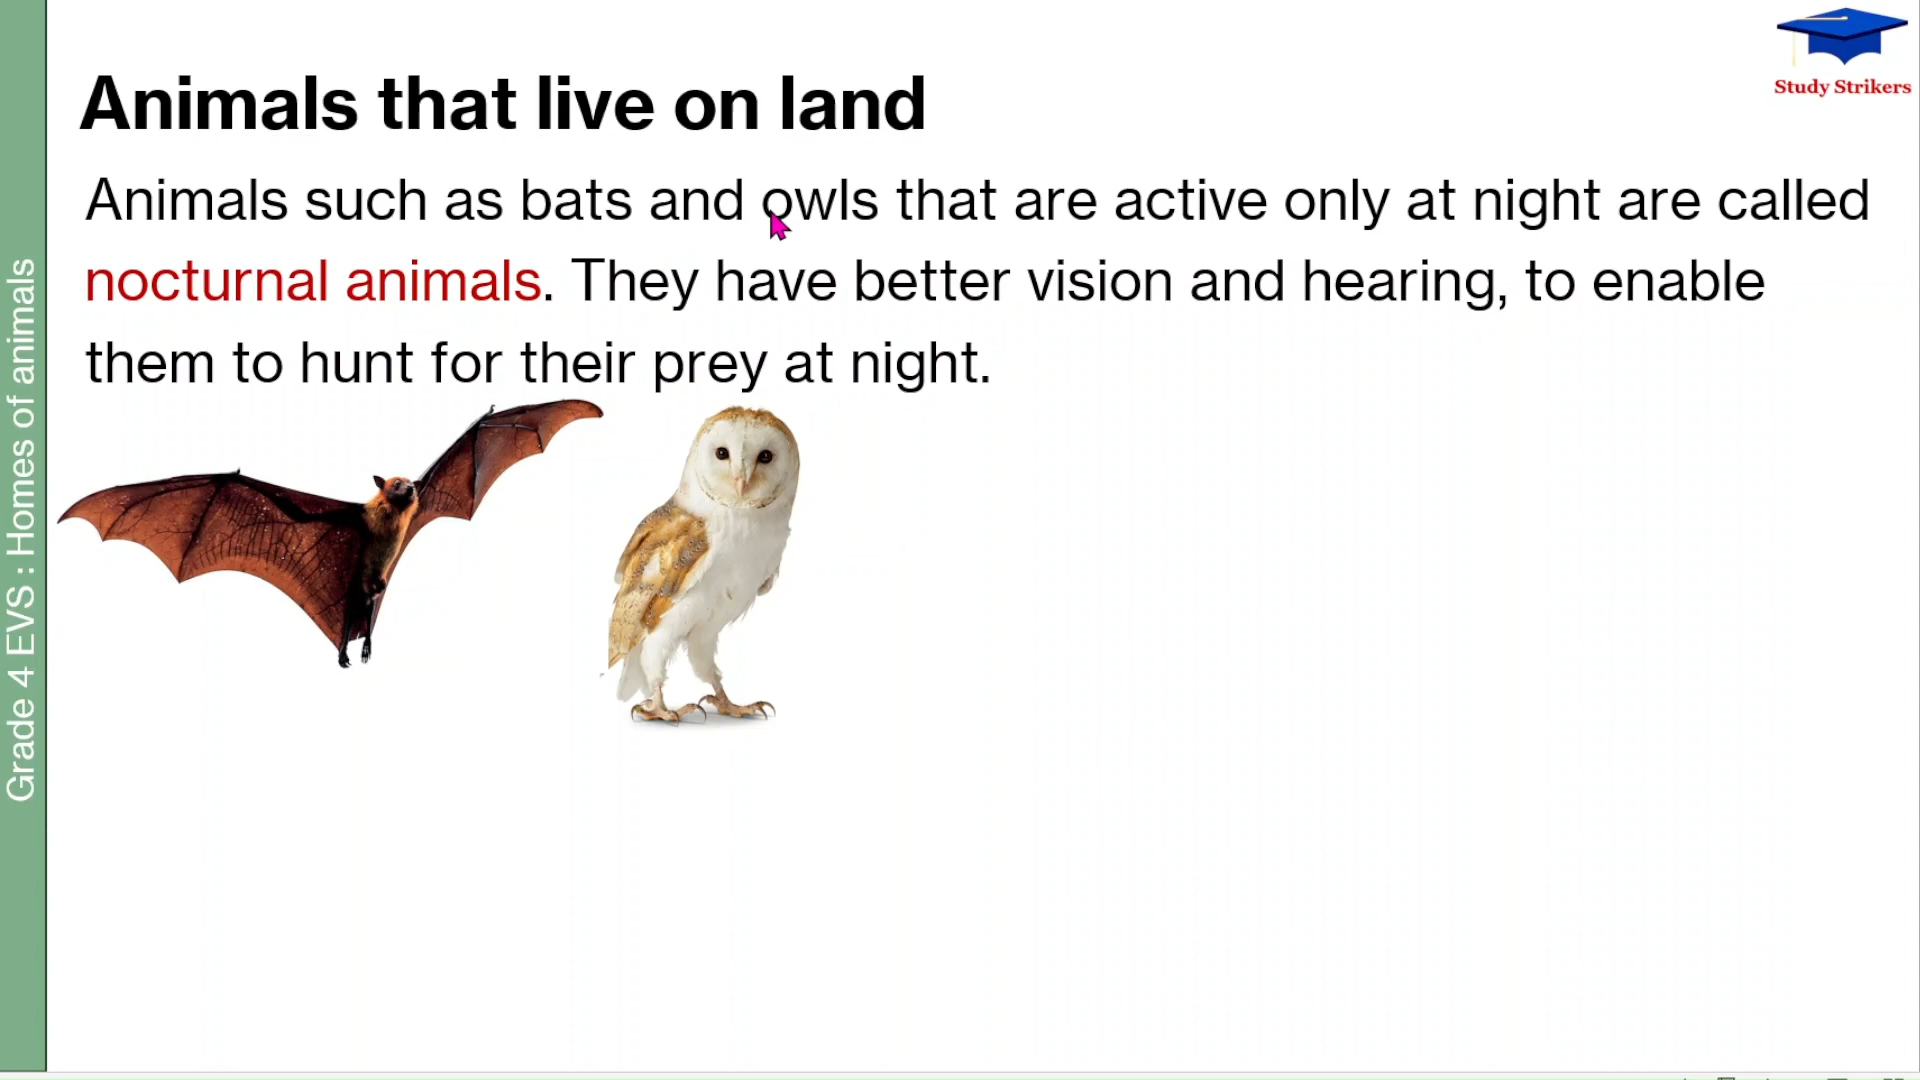 Study Strikers
Animals that live on land
Animals such as bats and owls that are active only at night are called
nocturnal animals. They have better vision and hearing, to enable
them to hunt for their prey at night.
Grade 4 EVS : Homes of animals